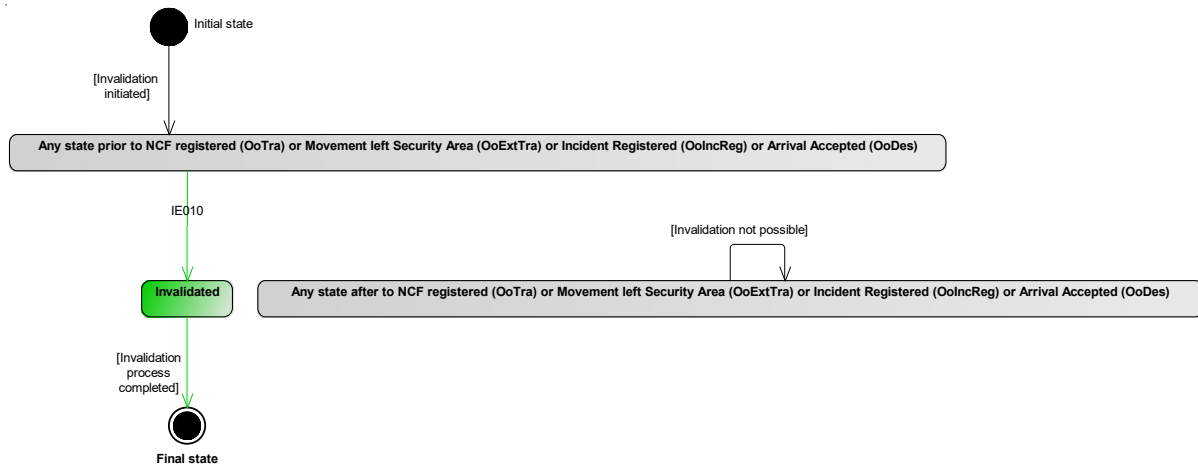 Initial state
[Invalidation
initiated]
Any state prior to NCF registered (OoTra) or Movement left Security Area (OoExtTra) or Incident Registered (OoIncReg) or Arrival Accepted (OoDes)
IE010
[Invalidation not possible]
Invalidated
Any state after to NCF registered (OoTra) or Movement left Security Area (OoExtTra) or Incident Registered (OoIncReg) or Arrival Accepted (OoDes)
[Invalidation
process
completed]
Final state